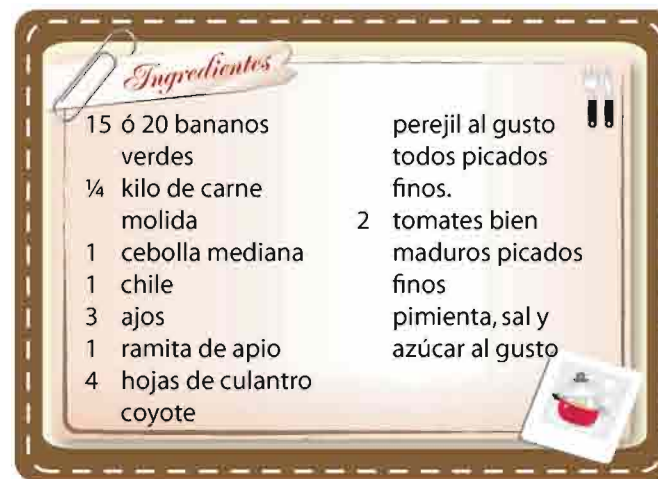 Ingredientes
15 ó 20 bananos
verdes
¼ kilo de carne
molida
1 cebolla mediana
1 chile
3 ajos
1 ramita de apio
4 hojas de culantro
coyote
perejil al gusto
todos picados
finos.
2 tomates bien
maduros picados
finos
pimienta, sal y
azúcar al gusto